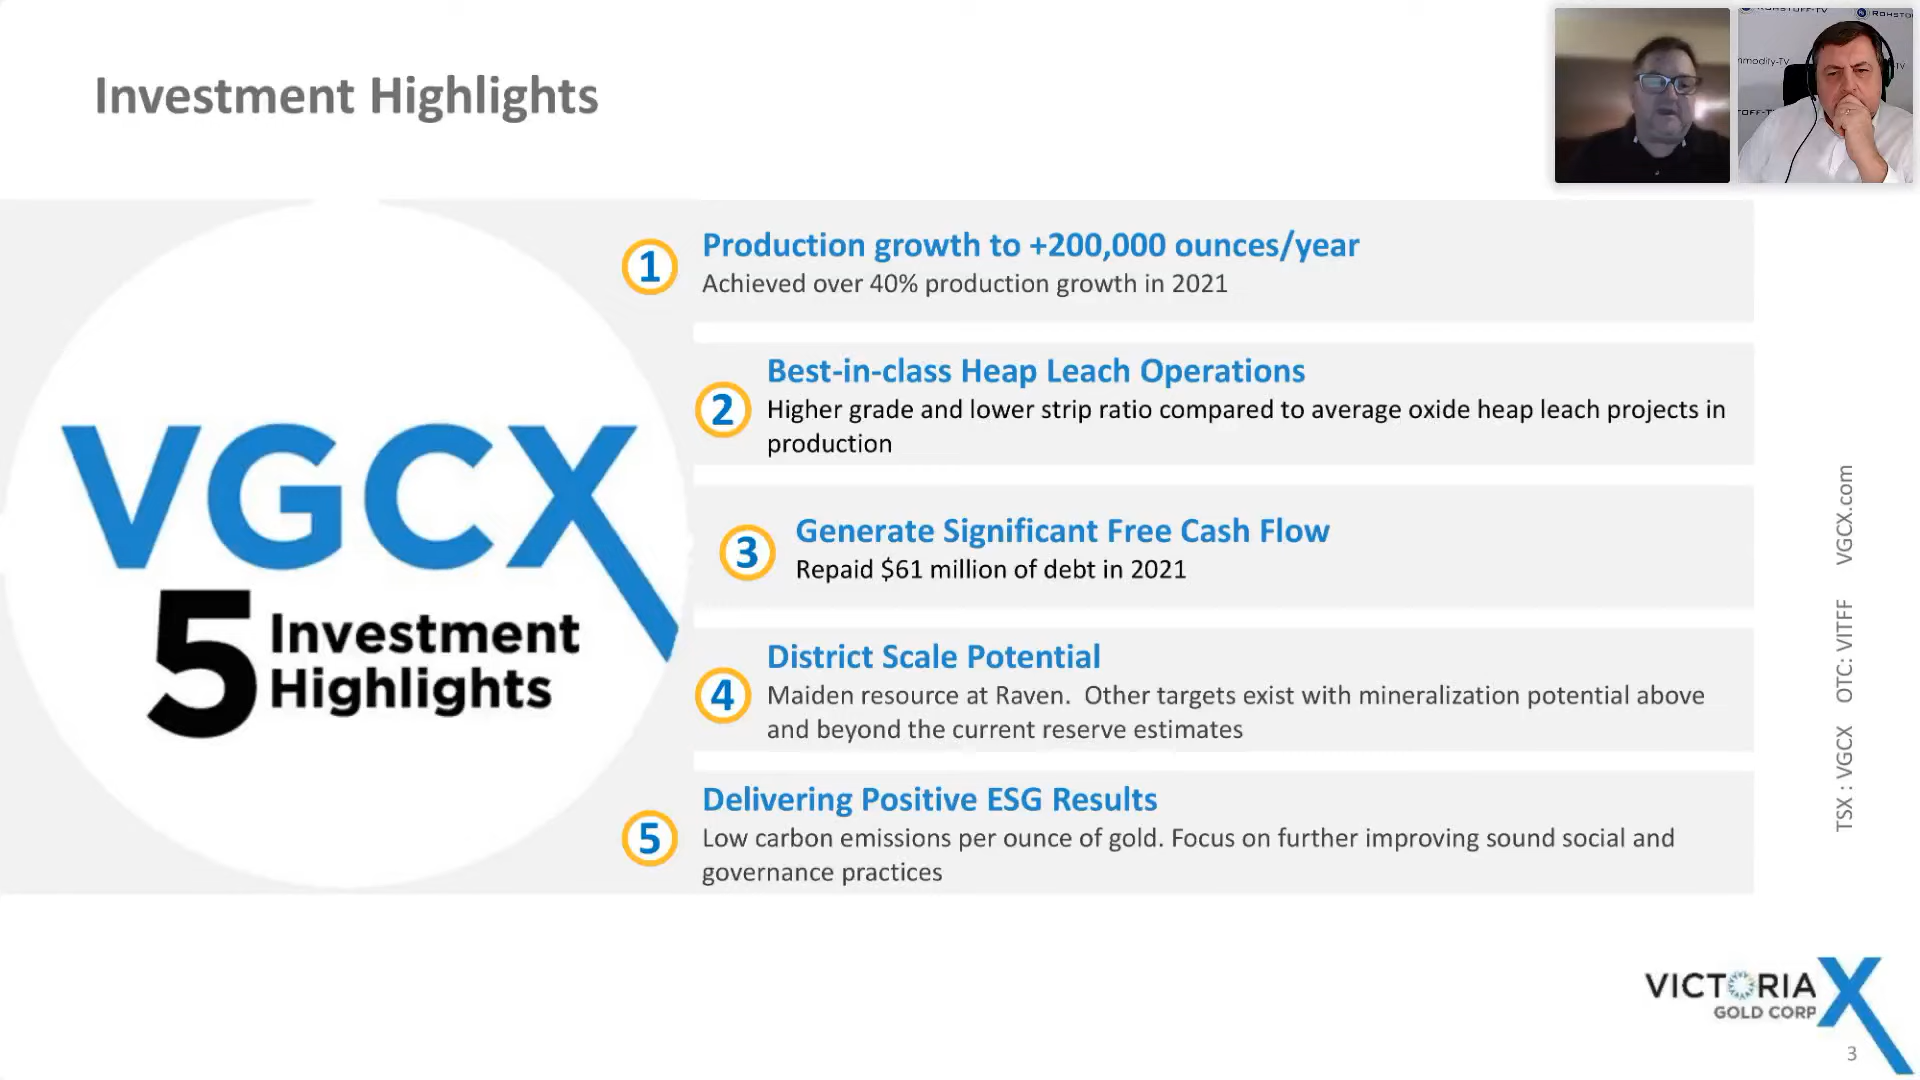 Investment Highlights
ROHSTOFF-TV
VGCX
5 Investment
Highlights
1
Production growth to +200,000 ounces/year
Achieved over 40% production growth in 2021
2
Best-in-class Heap Leach Operations
Higher grade and lower strip ratio compared to average oxide heap leach projects in
production
3
Generate Significant Free Cash Flow
Repaid $61 million of debt in 2021
4
District Scale Potential
Maiden resource at Raven.  Other targets exist with mineralization potential above
and beyond the current reserve estimates
5
Delivering Positive ESG Results
Low carbon emissions per ounce of gold. Focus on further improving sound social and
governance practices
TSX : VGCX OTC: VITFF VGCX.com
VICTORIA
GOLD CORP
3